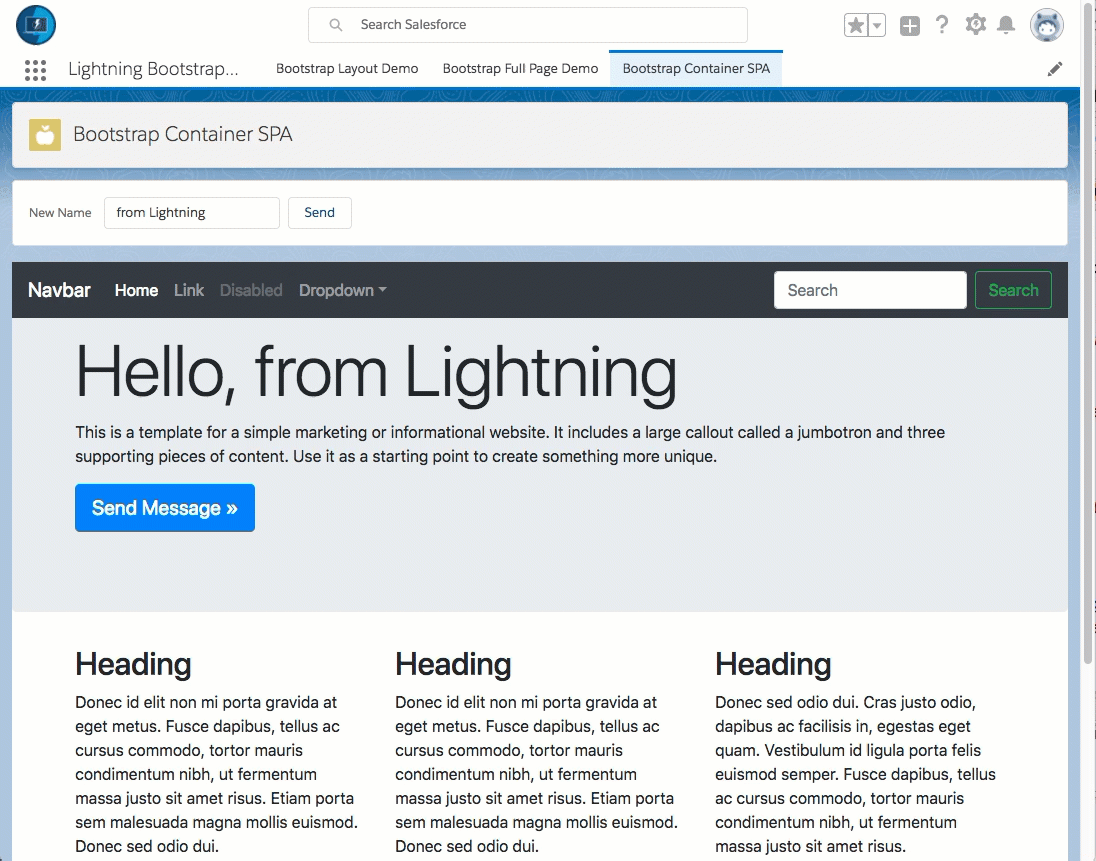 Search Salesforce
Lightning Bootstrap... Bootstrap Layout Demo Bootstrap Full Page Demo Bootstrap Container SPA
Bootstrap Container SPA
New Name from Lightning Send
Navbar Home Link Disabled Dropdown Search Search
Hello, from Lightning
This is a template for a simple marketing or informational website. It includes a large callout called a jumbotron and three
supporting pieces of content. Use it as a starting point to create something more unique.
Send Message »
Heading
Donec id elit non mi porta gravida at
eget metus. Fusce dapibus, tellus ac
cursus commodo, tortor mauris
condimentum nibh, ut fermentum
massa justo sit amet risus. Etiam porta
sem malesuada magna mollis euismod.
Donec sed odio dui.
Heading
Donec id elit non mi porta gravida at
eget metus. Fusce dapibus, tellus ac
cursus commodo, tortor mauris
condimentum nibh, ut fermentum
massa justo sit amet risus. Etiam porta
sem malesuada magna mollis euismod.
Donec sed odio dui.
Heading
Donec sed odio dui. Cras justo odio,
dapibus ac facilisis in, egestas eget
quam. Vestibulum id ligula porta felis
euismod semper. Fusce dapibus, tellus
ac cursus commodo, tortor mauris
condimentum nibh, ut fermentum
massa justo sit amet risus.